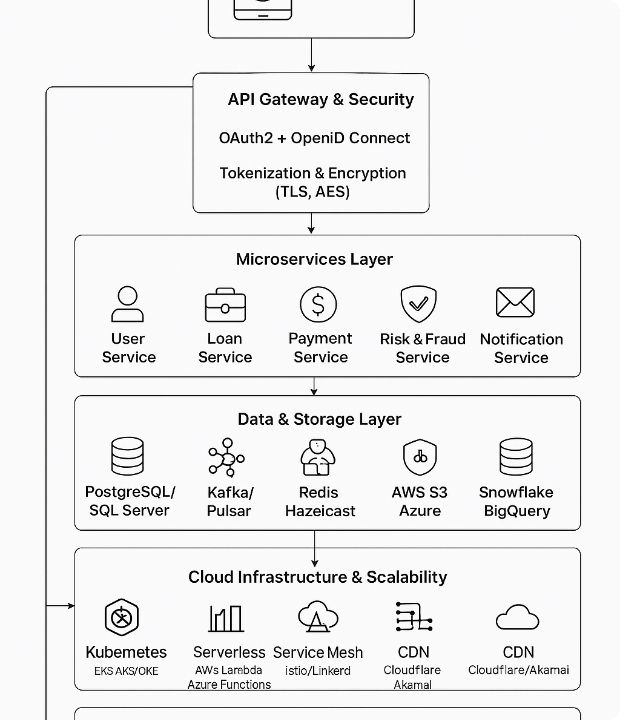 API Gateway & Security
OAuth2 + OpeniD Connect
Tokenization & Encryption
(TLS, AES)
Microservices Layer
User
Service
Loan
Service
Payment
Service
Risk & Fraud
Service
Notification
Service
Data & Storage Layer
PostgreSQL/
SQL Server
Kafka/
Pulsar
Redis
Hazeicast
AWS S3
Azure
Snowflake
BigQuery
Cloud Infrastructure & Scalability
Kubemetes
EKS AKS/OKE
Serverless
AWs Lambda
Azure Functions
Service Mesh
istio/Linkerd
CDN
Cloudflare
Akamal
CDN
Cloudflare/Akamai